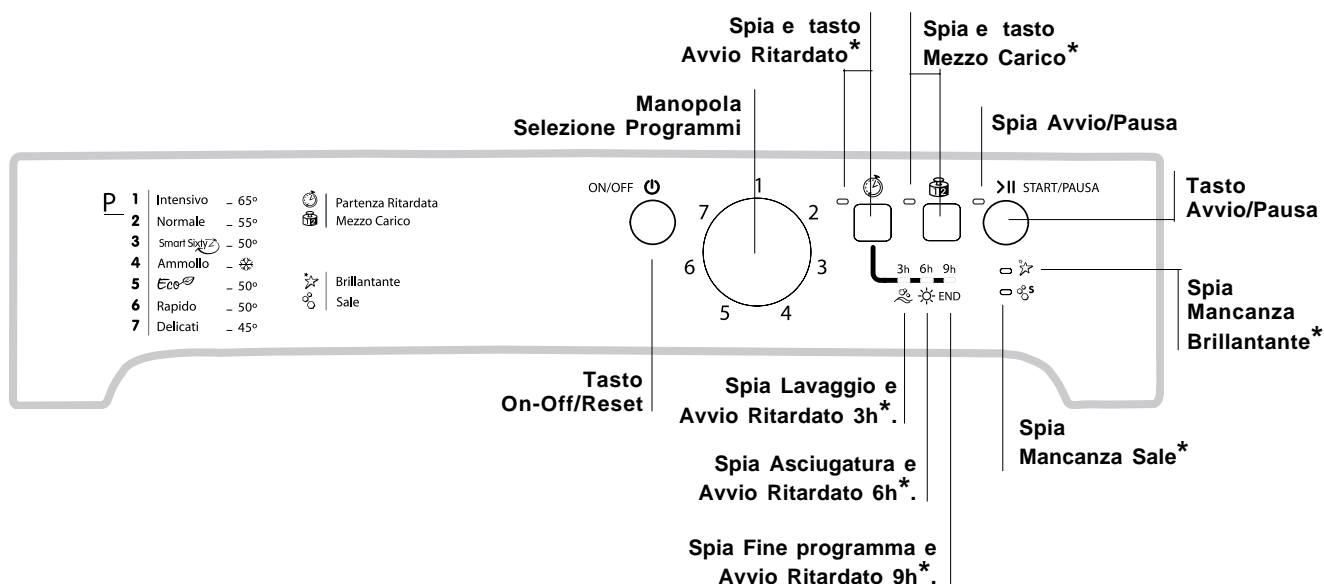 Spia e tasto
Avvio Ritardato*
Spia e tasto
Mezzo Carico*
Manopola
Selezione Programmi
Spia Avvio/Pausa
P
1 Intensivo - 65°
2 Normale - 55°
3 Smart Sixty - 50°
4 Ammollo -
5 Eco - 50°
6 Rapido - 50°
7 Delicati - 45°
Partenza Ritardata
Mezzo Carico
Brillantante
Sale
ON/OFF
1
2
3
4
5
6
7
START/PAUSA
3h 6h 9h
END
S
Tasto
Avvio/Pausa
Spia
Mancanza
Brillantante*
Tasto
On-Off/Reset
Spia Lavaggio e
Avvio Ritardato 3h*.
Spia
Mancanza Sale*
Spia Asciugatura e
Avvio Ritardato 6h*.
Spia Fine programma e
Avvio Ritardato 9h*.